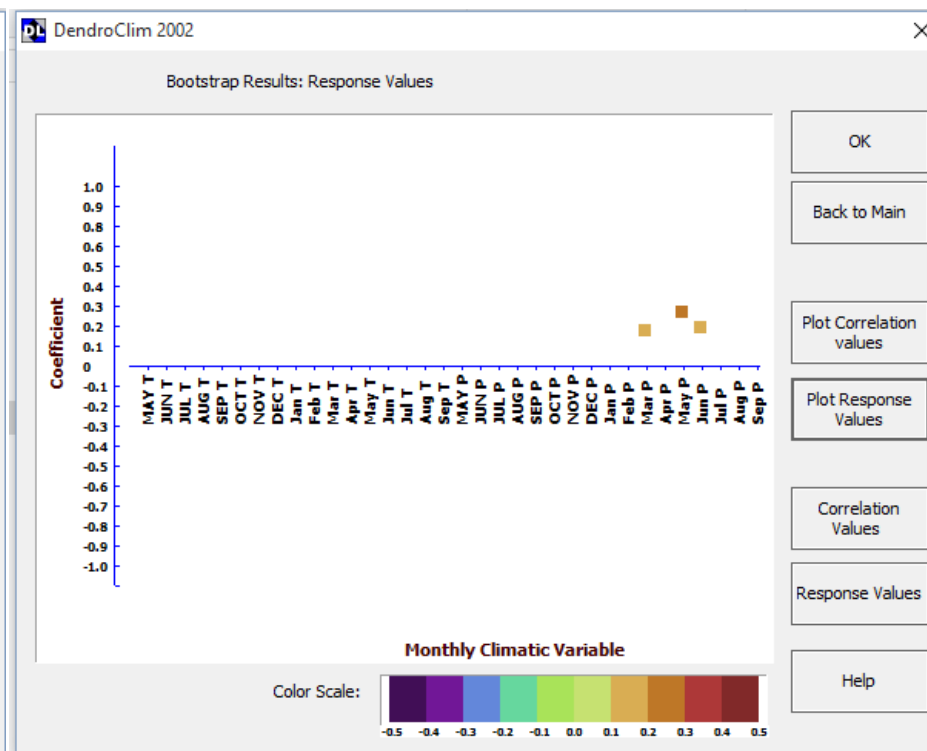 DL DendroClim 2002
Bootstrap Results: Response Values
OK
Back to Main
Plot Correlation
values
Plot Response
Values
Correlation
Values
Response Values
Help
Coefficient
1.0
0.9
0.8
0.6
0.5
0.4
0.3
0.2
0.1
0
-0.1
-0.2
-0.3
-0.4
-0.5
-0.6
-0.7
-0.8
-0.9
-1.0
MAY T
JUN T
JUL T
AUG T
SEP T
OCT T
NOV T
DEC T
Jan T
Feb T
Mar T
Apr T
May T
Jun T
Jul T
Aug T
Sep T
MAY P
JUN P
JUL P
AUG P
SEP P
OCT P
NOV P
DEC P
Jan P
Feb P
Mar P
Apr P
May P
Jun P
Jul P
Aug P
Sep P
Monthly Climatic Variable
Color Scale:
-0.5 -0.4 -0.3 -0.2 -0.1 0.0 0.1 0.2 0.3 0.4 0.5